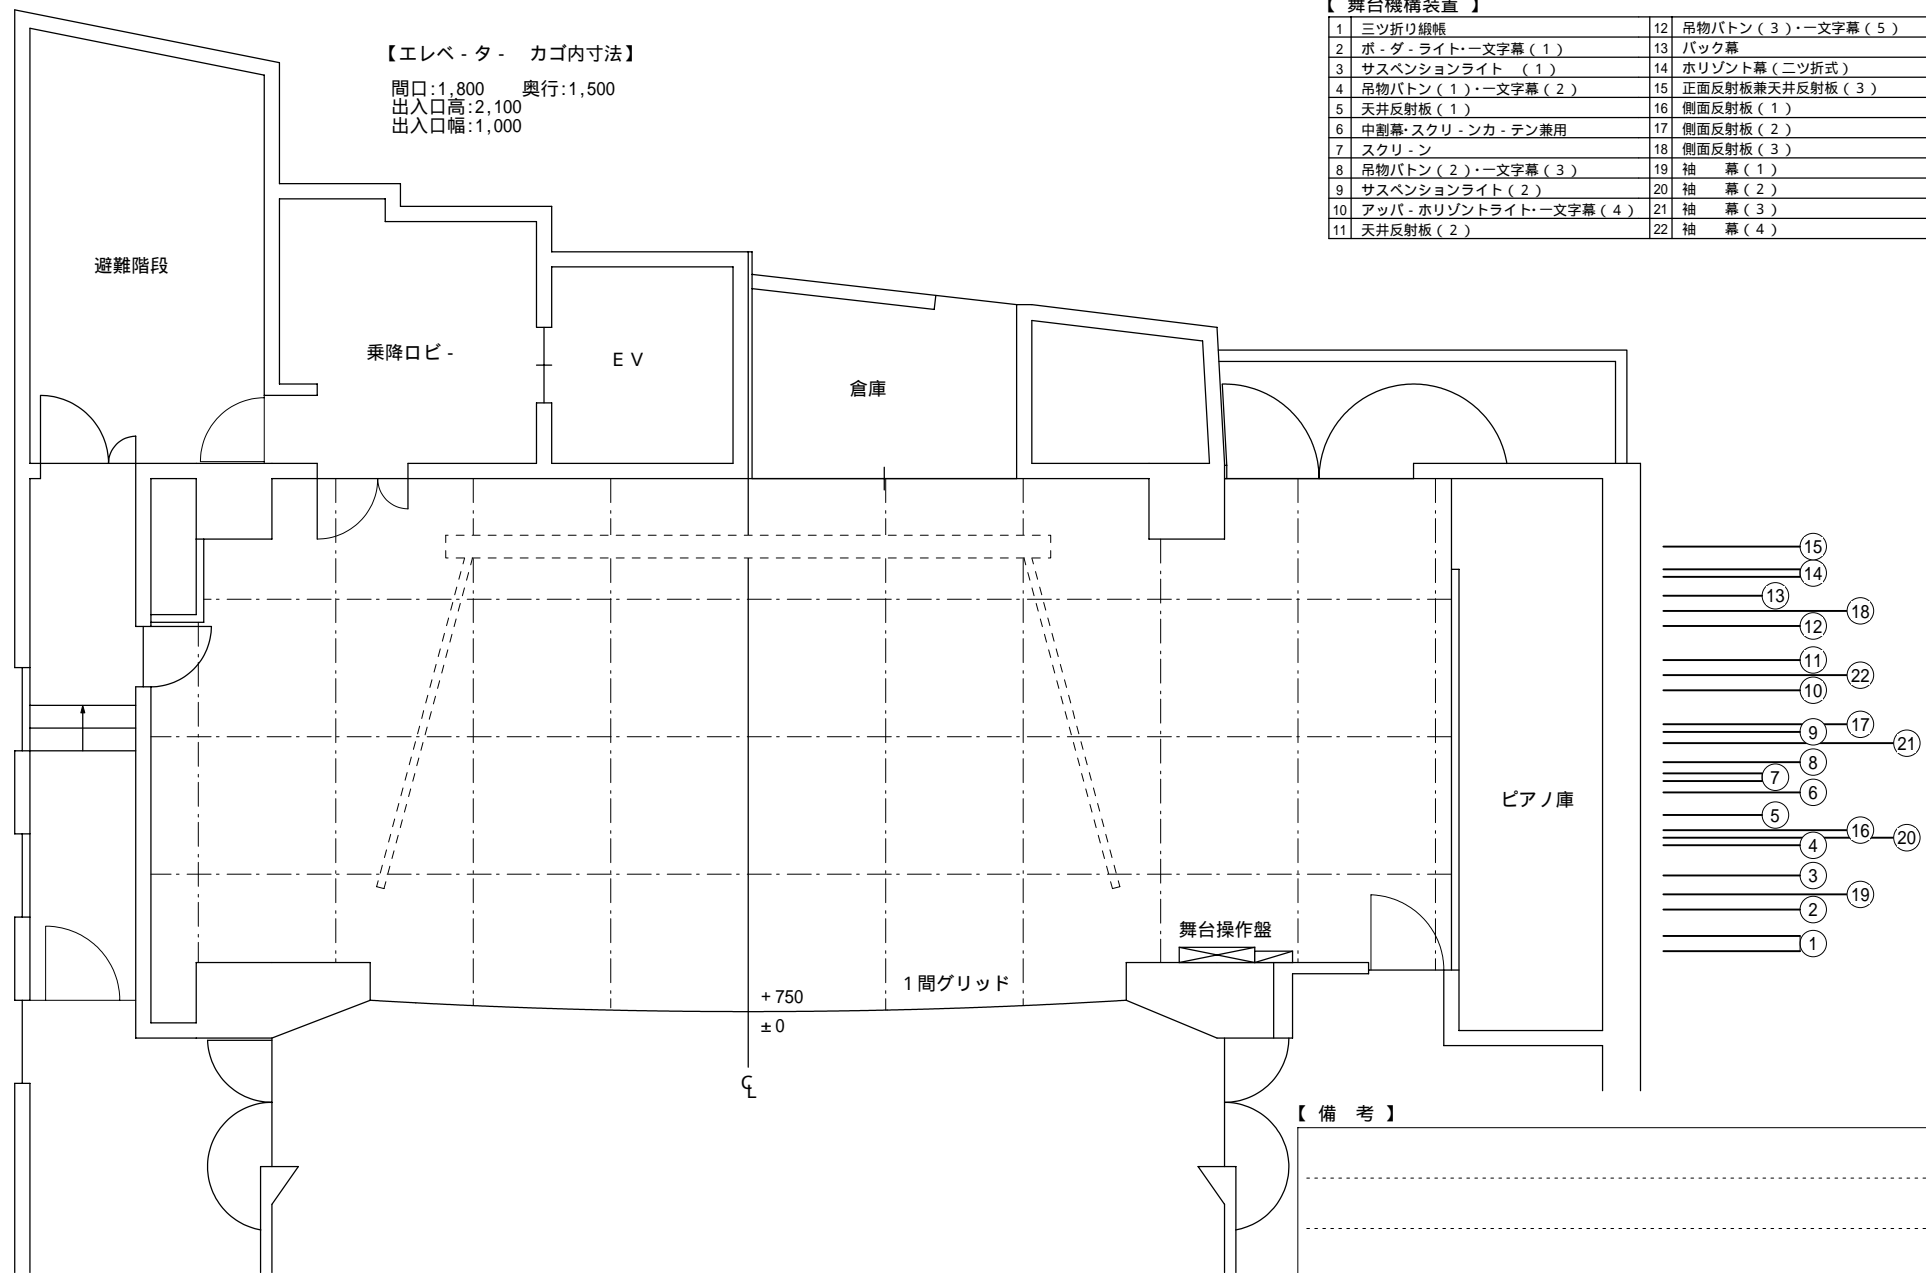 【 舞台機構装置 】
1 三ツ折り緞帳
2 ボ - ダ - ライト・一文字幕 ( 1 )
3 サスペンションライト ( 1 )
4 吊物バトン ( 1 )・一文字幕 ( 2 )
5 天井反射板 ( 1 )
6 中割幕・スクリ - ンカ - テン兼用
7 スクリ - ン
8 吊物バトン ( 2 )・一文字幕 ( 3 )
9 サスペンションライト ( 2 )
10 アッパ - ホリゾントライト・一文字幕 ( 4 )
11 天井反射板 ( 2 )
12 吊物バトン ( 3 )・一文字幕 ( 5 )
13 バック幕
14 ホリゾント幕 ( 二ツ折式 )
15 正面反射板兼天井反射板 ( 3 )
16 側面反射板 ( 1 )
17 側面反射板 ( 2 )
18 側面反射板 ( 3 )
19 袖 幕 ( 1 )
20 袖 幕 ( 2 )
21 袖 幕 ( 3 )
22 袖 幕 ( 4 )
【エレベ - タ - カゴ内寸法】
間口:1,800 奥行:1,500
出入口高:2,100
出入口幅:1,000
避難階段
乗降ロビ -
E V
倉庫
ピアノ庫
舞台操作盤
1間グリッド
+750
±0
℄
15
14
13
18
12
11
22
10
17
9
21
8
7
6
5
16
20
4
3
19
2
1
【 備 考 】